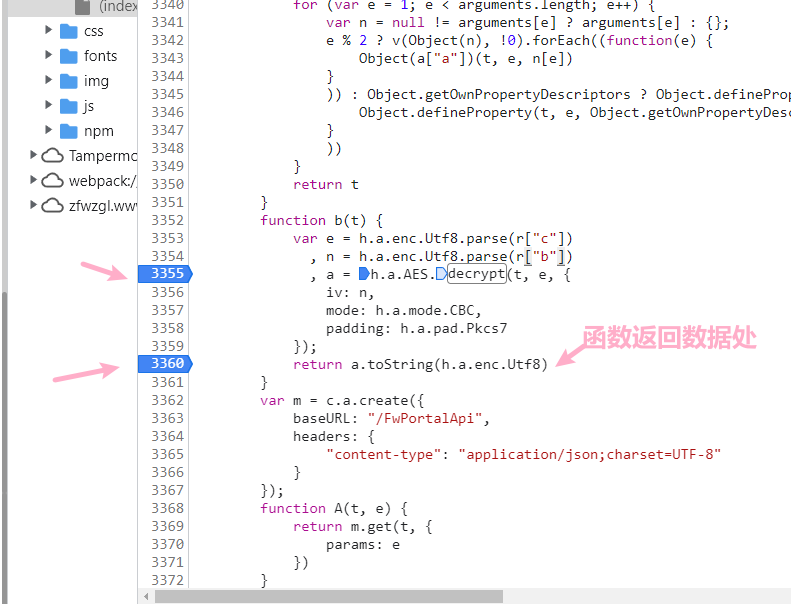 (index
css
fonts
img
js
npm
Tampermo
webpack:/
zfwzgl.www
3340 for (var e = 1; e < arguments.length; e++) {
3341 var n = null != arguments[e] ? arguments[e] : {};
3342 e % 2 ? v(Object(n), !0).forEach((function(e) {
3343 Object(a["a"])(t, e, n[e])
3344 }
3345 )) : Object.getOwnPropertyDescriptors ? Object.defineProp
3346 Object.defineProperty(t, e, Object.getOwnPropertyDesc
3347 }
3348 ))
3349 }
3350 return t
3351 }
3352 function b(t) {
3353 var e = h.a.enc.Utf8.parse(r["c"])
3354 , n = h.a.enc.Utf8.parse(r["b"])
3355 , a = h.a.AES.decrypt(t, e, {
3356 iv: n,
3357 mode: h.a.mode.CBC,
3358 padding: h.a.pad.Pkcs7
函数返回数据处
3359 });
3360 return a.toString(h.a.enc.Utf8)
3361 }
3362 var m = c.a.create({
3363 baseURL: "/FwPortalApi",
3364 headers: {
3365 "content-type": "application/json;charset=UTF-8"
3366 }
3367 });
3368 function A(t, e) {
3369 return m.get(t, {
3370 params: e
3371 })
3372 }